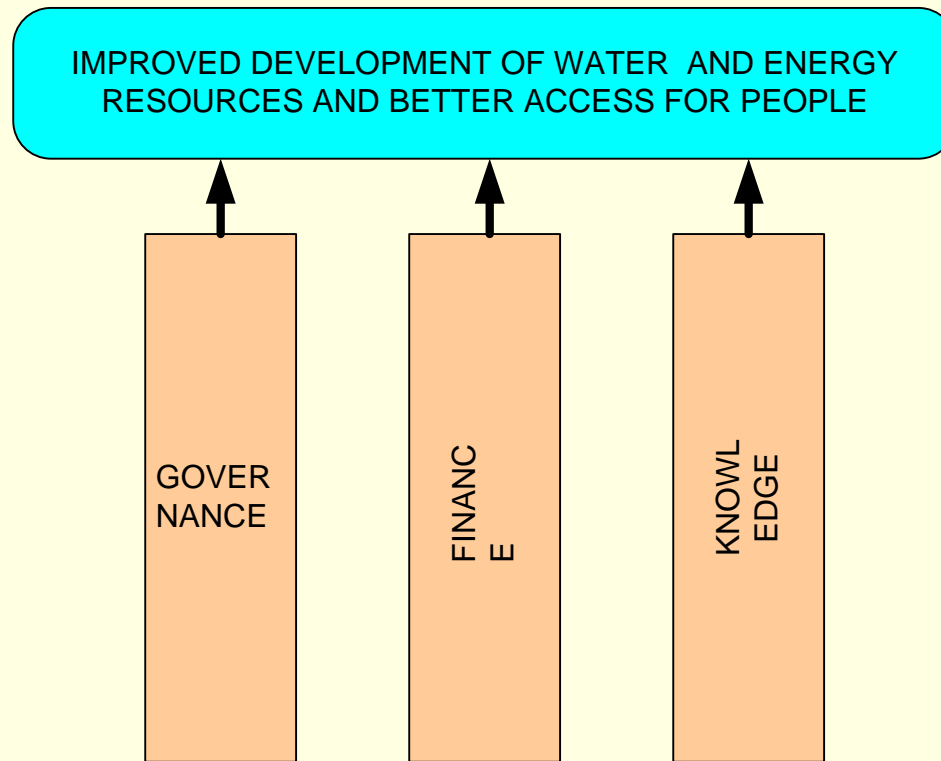 IMPROVED DEVELOPMENT OF WATER AND ENERGY
RESOURCES AND BETTER ACCESS FOR PEOPLE
GOVER
NANCE
FINANC
E
KNOWL
EDGE